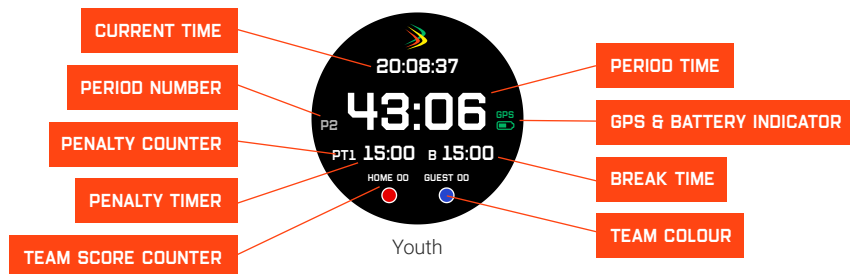 CURRENT TIME
PERIOD NUMBER
PENALTY COUNTER
PENALTY TIMER
TEAM SCORE COUNTER
20:08:37
P2 43:06 GPS
PT1 15:00 B 15:00
HOME 00 GUEST 00
Youth
PERIOD TIME
GPS & BATTERY INDICATOR
BREAK TIME
TEAM COLOUR